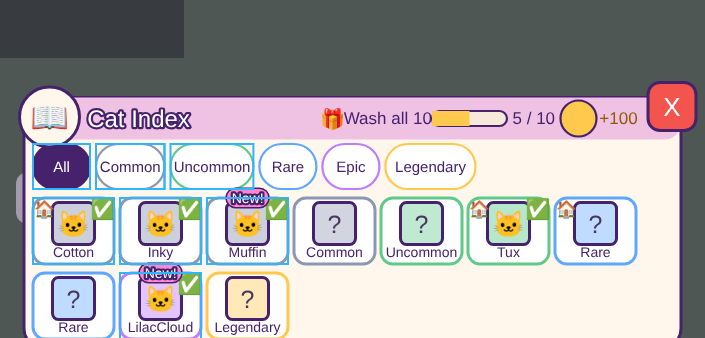 Cat Index
Wash all 10 5 / 10 +100
X
All Common Uncommon Rare Epic Legendary
New!
? ? ?
Cotton Inky Muffin Common Uncommon Tux Rare
New!
? ?
Rare LilacCloud Legendary